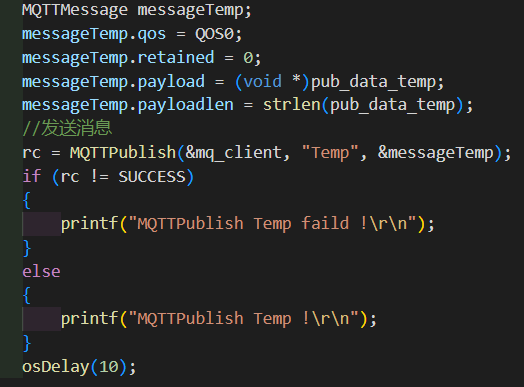 MQTTMessage messageTemp;
messageTemp.qos = QOS0;
messageTemp.retained = 0;
messageTemp.payload = (void *)pub_data_temp;
messageTemp.payloadlen = strlen(pub_data_temp);
//发送消息
rc = MQTTPublish(&mq_client, "Temp", &messageTemp);
if (rc != SUCCESS)
{
    printf("MQTTPublish Temp faild !\r\n");
}
else
{
    printf("MQTTPublish Temp !\r\n");
}
osDelay(10);